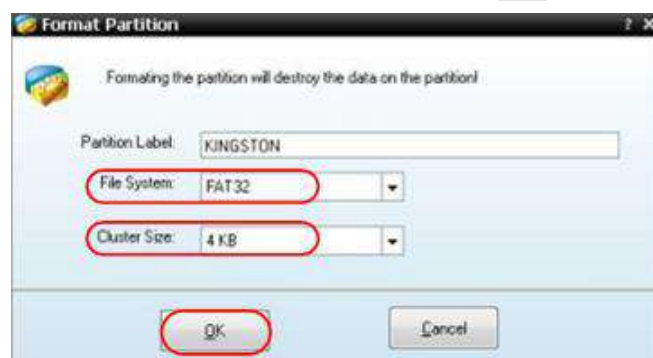 Format Partition ? X
Formating the partition will destroy the data on the partition!
Partition Label: KINGSTON
File System: FAT32
Cluster Size: 4 KB
OK Cancel